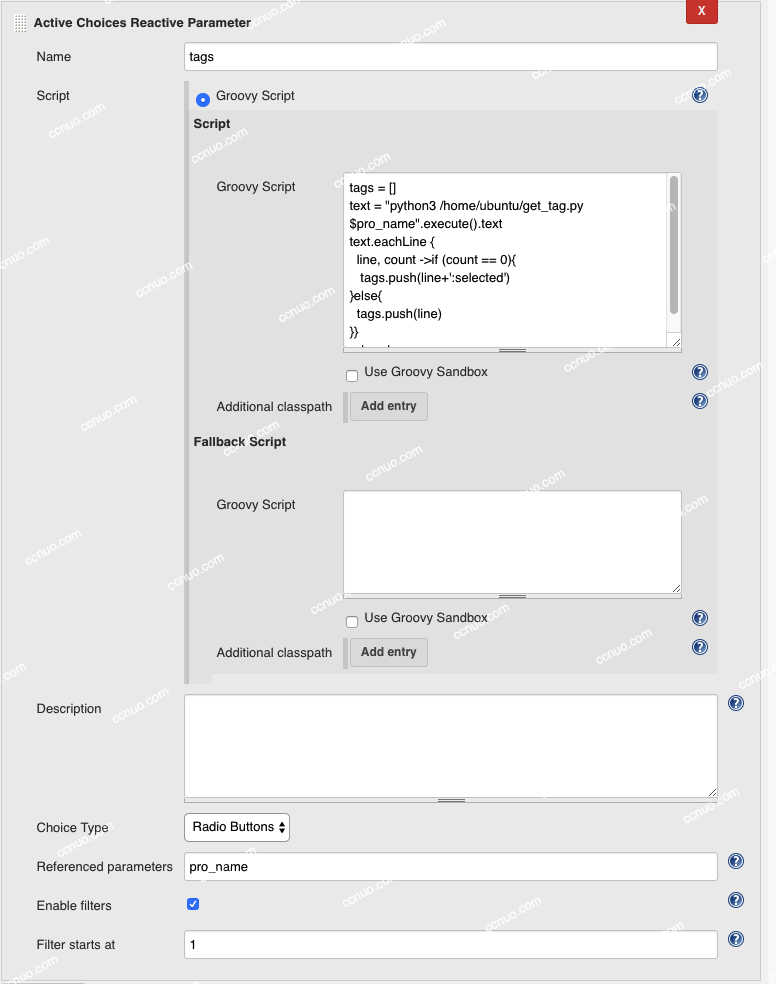 Active Choices Reactive Parameter
X
Name
tags
Script
Groovy Script
Script
Groovy Script
tags = []
text = "python3 /home/ubuntu/get_tag.py
$pro_name".execute().text
text.eachLine {
line, count ->if (count == 0){
tags.push(line+':selected')
}else{
tags.push(line)
}}
Use Groovy Sandbox
Additional classpath
Add entry
Fallback Script
Groovy Script
Use Groovy Sandbox
Additional classpath
Add entry
Description
Choice Type
Radio Buttons
Referenced parameters
pro_name
Enable filters
Filter starts at
1
ccnuo.com